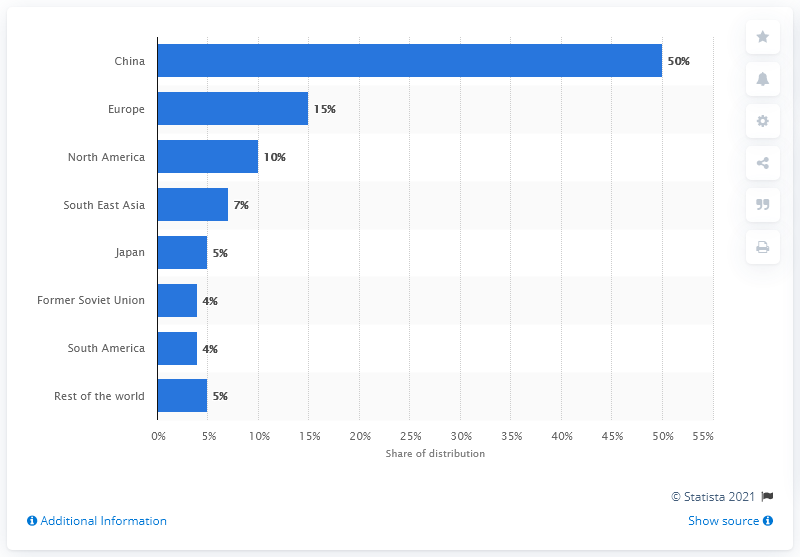 China 50%
Europe 15%
North America 10%
South East Asia 7%
Japan 5%
Former Soviet Union 4%
South America 4%
Rest of the world 5%
0% 5% 10% 15% 20% 25% 30% 35% 40% 45% 50% 55%
Share of distribution
© Statista 2021
Additional Information Show source